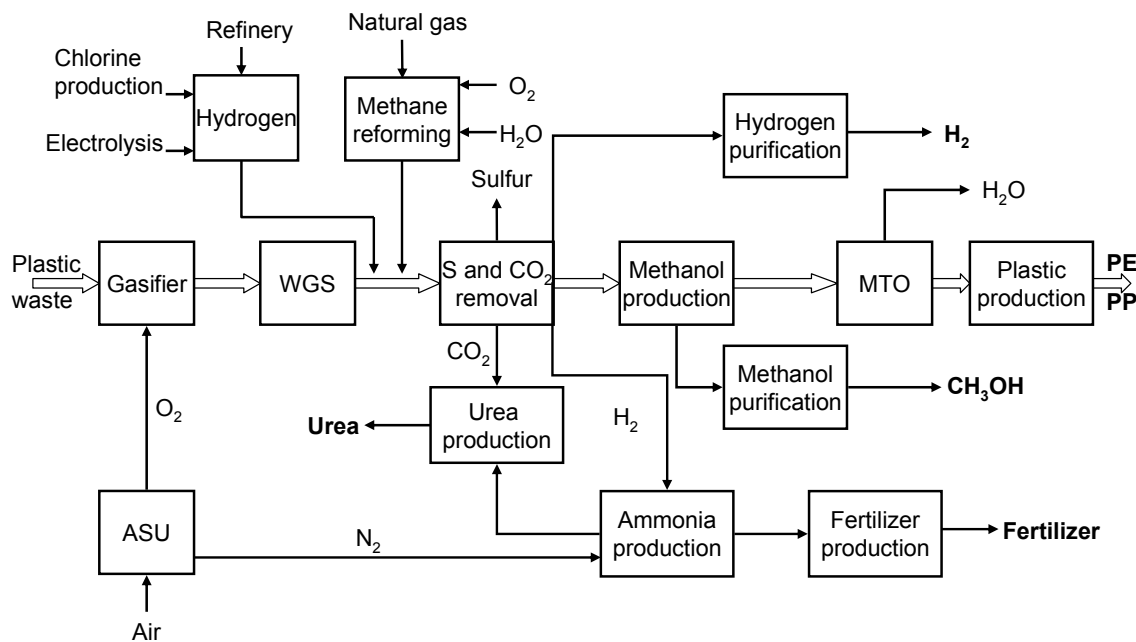 Refinery
Natural gas
Chlorine
production
Hydrogen
Electrolysis
Methane
reforming
O₂
H₂O
Hydrogen
purification
H₂
Sulfur
H₂O
Plastic
waste
Gasifier
WGS
S and CO₂
removal
Methanol
production
MTO
Plastic
production
PE
PP
CO₂
Methanol
purification
CH₃OH
O₂
Urea
Urea
production
H₂
ASU
N₂
Ammonia
production
Fertilizer
production
Fertilizer
Air